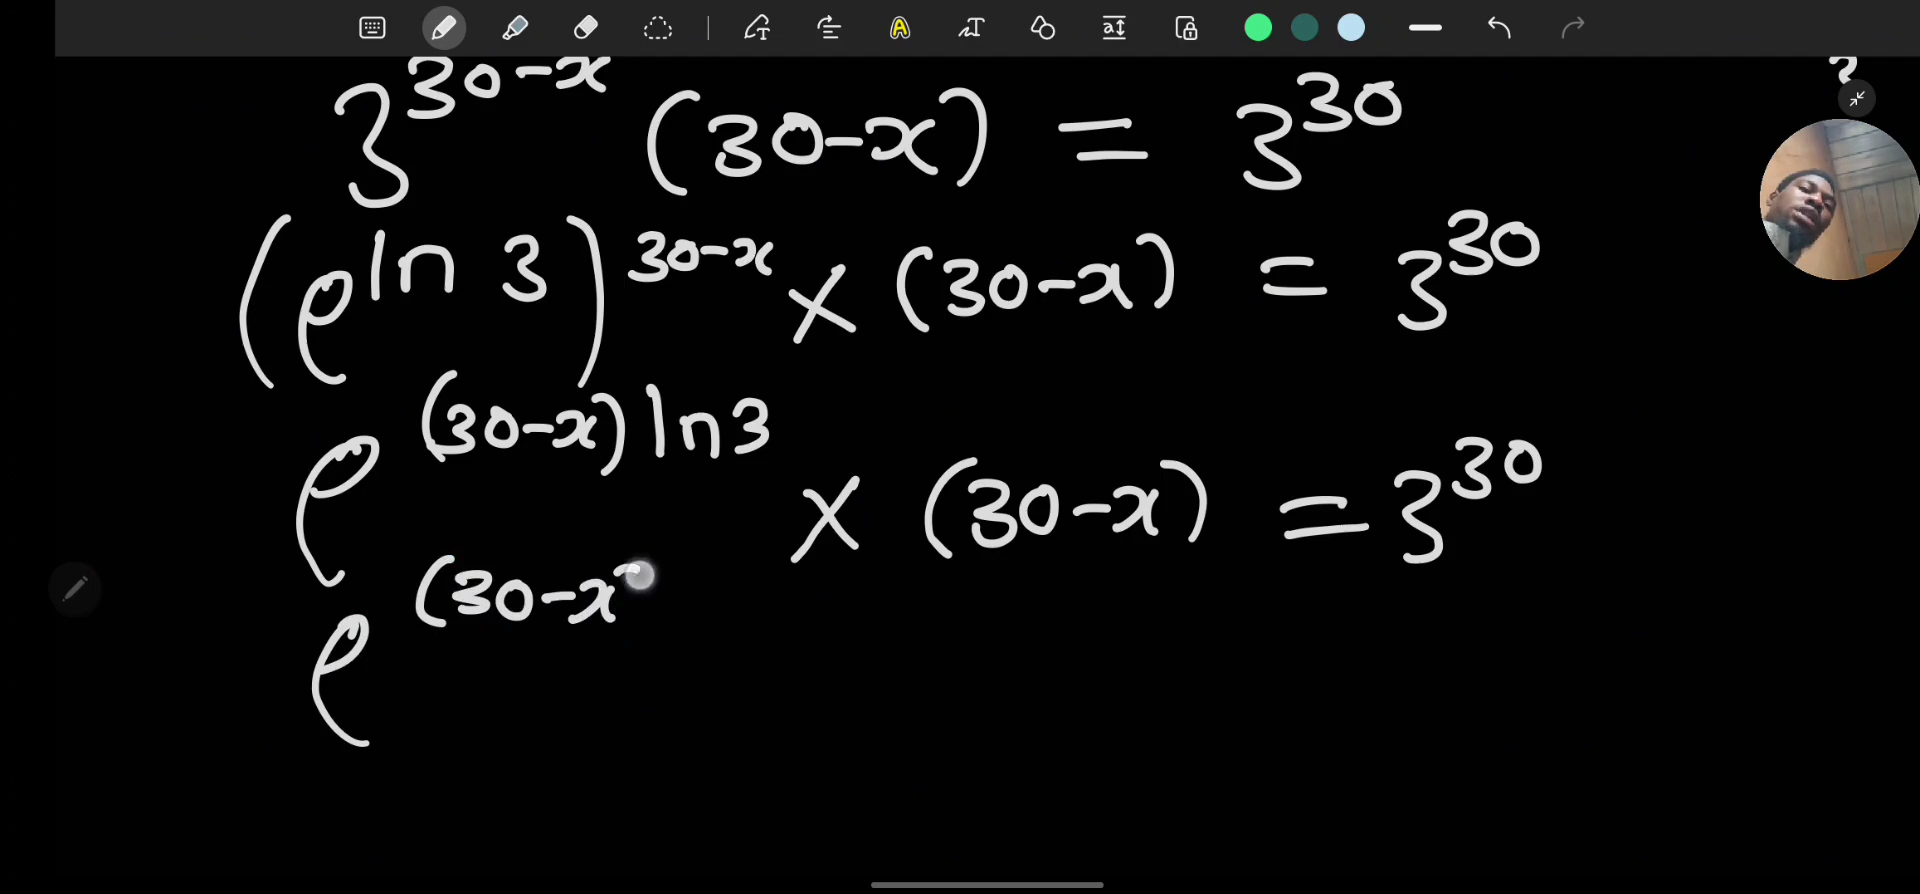 3^{30-x} (30-x) = 3^{30}
(e^{ln 3})^{30-x} × (30-x) = 3^{30}
e^{(30-x) ln3} × (30-x) = 3^{30}
e^{(30-x}